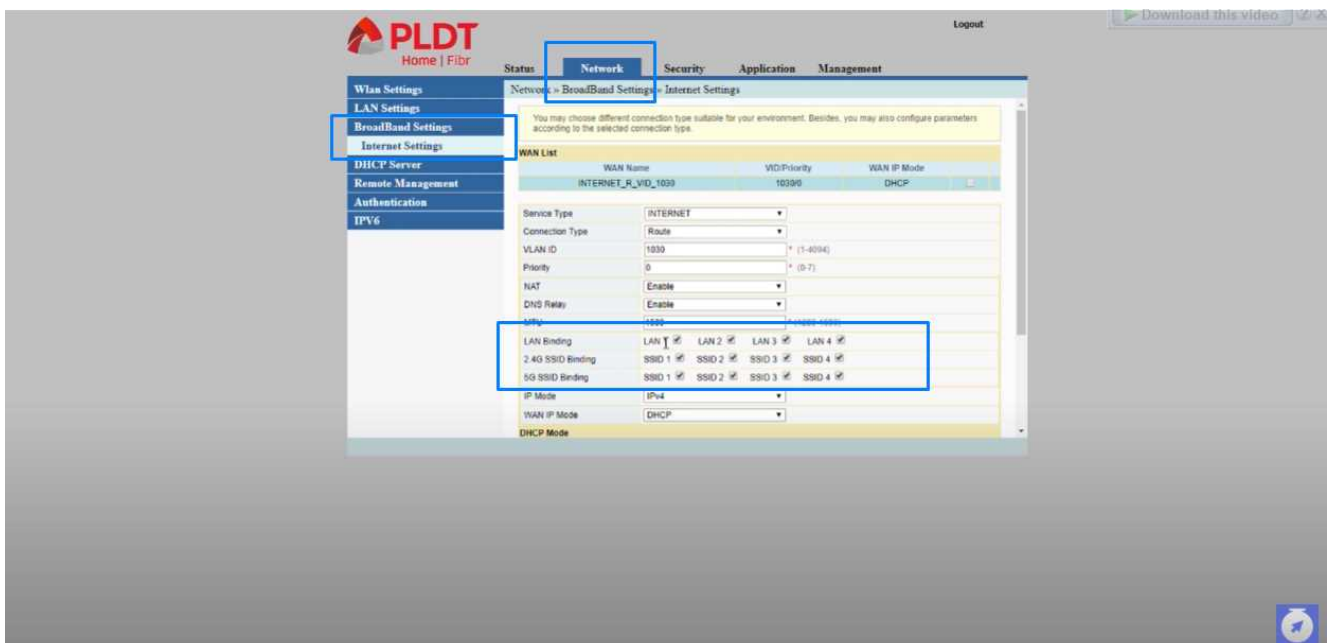 Download this video
PLDT
Home | Fibr
Logout
Status Network Security Application Management
Network » BroadBand Settings » Internet Settings
Wlan Settings
LAN Settings
BroadBand Settings
Internet Settings
DHCP Server
Remote Management
Authentication
IPV6
You may choose different connection type suitable for your environment. Besides, you may also configure parameters
according to the selected connection type.
WAN List
WAN Name VID/Priority WAN IP Mode
INTERNET_R_VID_1030 1030/0 DHCP
Service Type INTERNET
Connection Type Route
VLAN ID 1030 * (1-4094)
Priority 0 * (0-7)
NAT Enable
DNS Relay Enable
MTU
LAN Binding LAN 1 LAN 2 LAN 3 LAN 4
2.4G SSID Binding SSID 1 SSID 2 SSID 3 SSID 4
5G SSID Binding SSID 1 SSID 2 SSID 3 SSID 4
IP Mode IPv4
WAN IP Mode DHCP
DHCP Mode